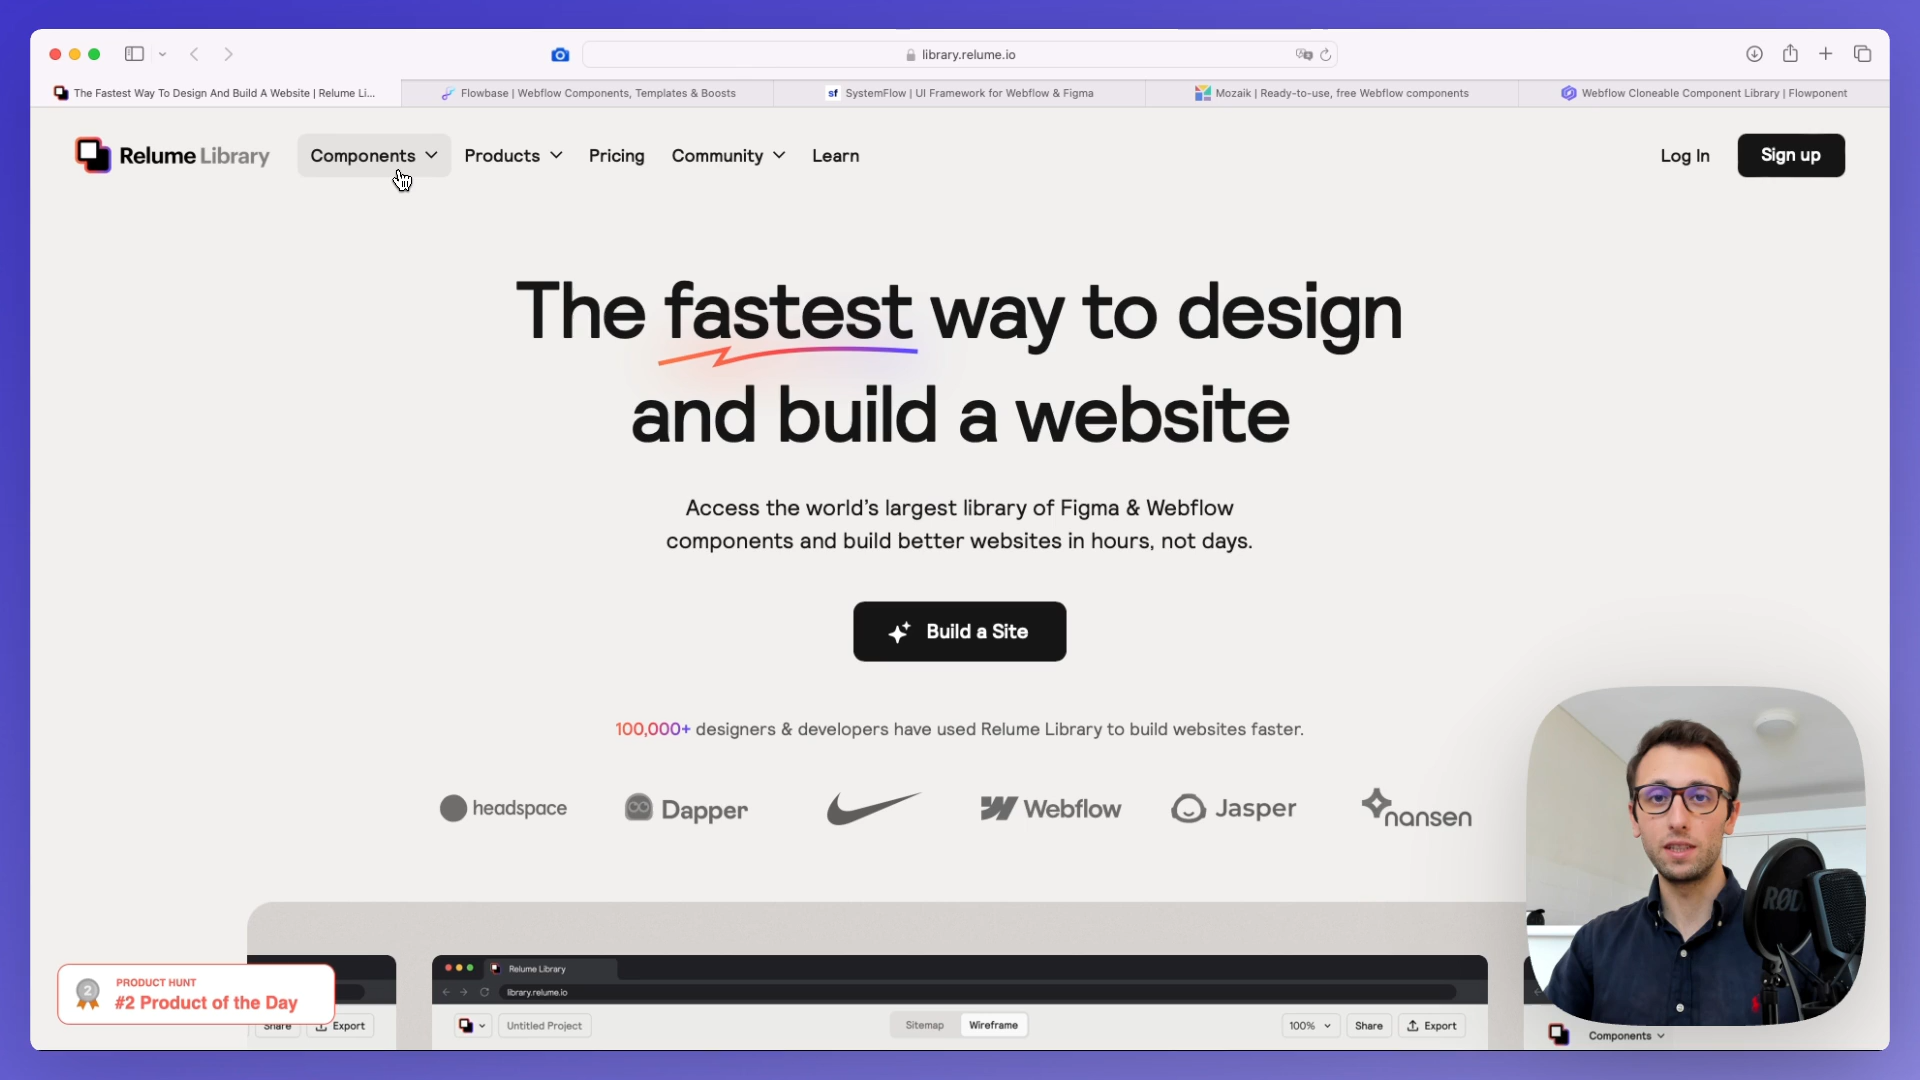 library.relume.io
The Fastest Way To Design And Build A Website | Relume Li...
Flowbase | Webflow Components, Templates & Boosts
sf SystemFlow | UI Framework for Webflow & Figma
Mozaik | Ready-to-use, free Webflow components
Webflow Cloneable Component Library | Flowponent
Relume Library
Components
Products
Pricing
Community
Learn
Log In
Sign up
The fastest way to design
and build a website
Access the world's largest library of Figma & Webflow
components and build better websites in hours, not days.
Build a Site
100,000+ designers & developers have used Relume Library to build websites faster.
headspace
Dapper
Webflow
Jasper
nansen
RØD
PRODUCT HUNT
2
#2 Product of the Day
Share
Export
Relume Library
library.relume.io
Untitled Project
Sitemap
Wireframe
100%
Share
Export
Components